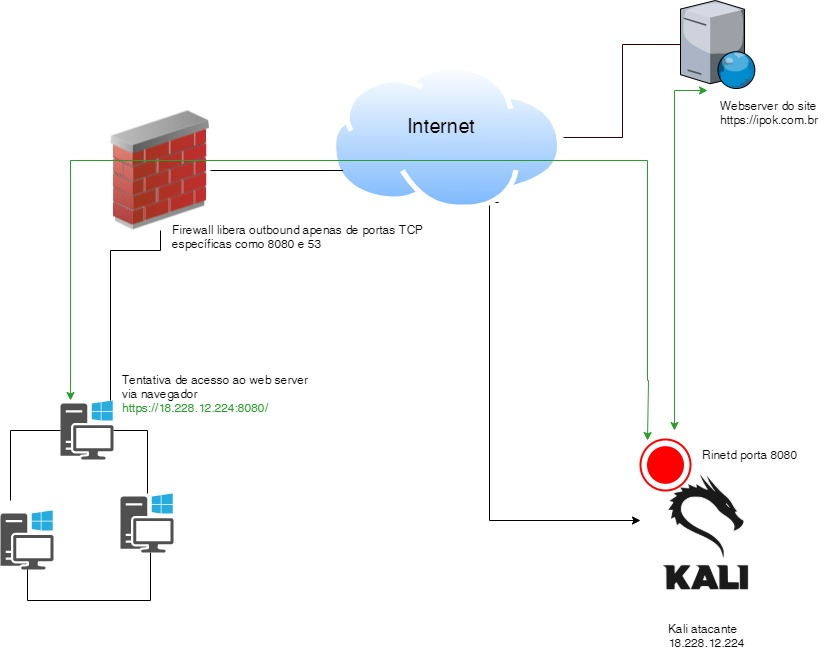 Webserver do site
https://ipok.com.br
Internet
Firewall libera outbound apenas de portas TCP
específicas como 8080 e 53
Tentativa de acesso ao web server
via navegador
https://18.228.12.224:8080/
Rinetd porta 8080
KALI
Kali atacante
18.228.12.224